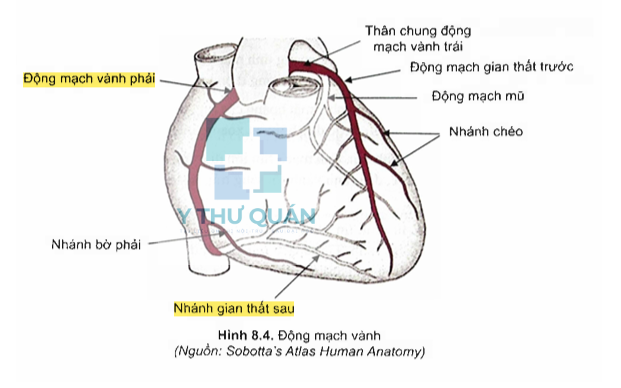 Thân chung động
mạch vành trái
Động mạch gian thất trước
Động mạch vành phải
Động mạch mũ
Nhánh chéo
Y THƯ QUÁN
Nhánh bờ phải
Nhánh gian thất sau
Hình 8.4. Động mạch vành
(Nguồn: Sobotta's Atlas Human Anatomy)